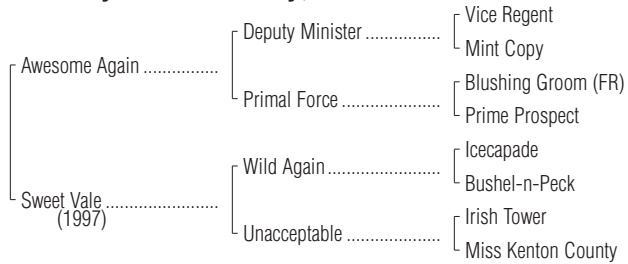 Vice Regent
Deputy Minister ................
Mint Copy
Awesome Again ................
Blushing Groom (FR)
Primal Force .....................
Prime Prospect
Icecapade
Wild Again ........................
Bushel-n-Peck
Sweet Vale ........................
(1997)
Irish Tower
Unacceptable ....................
Miss Kenton County